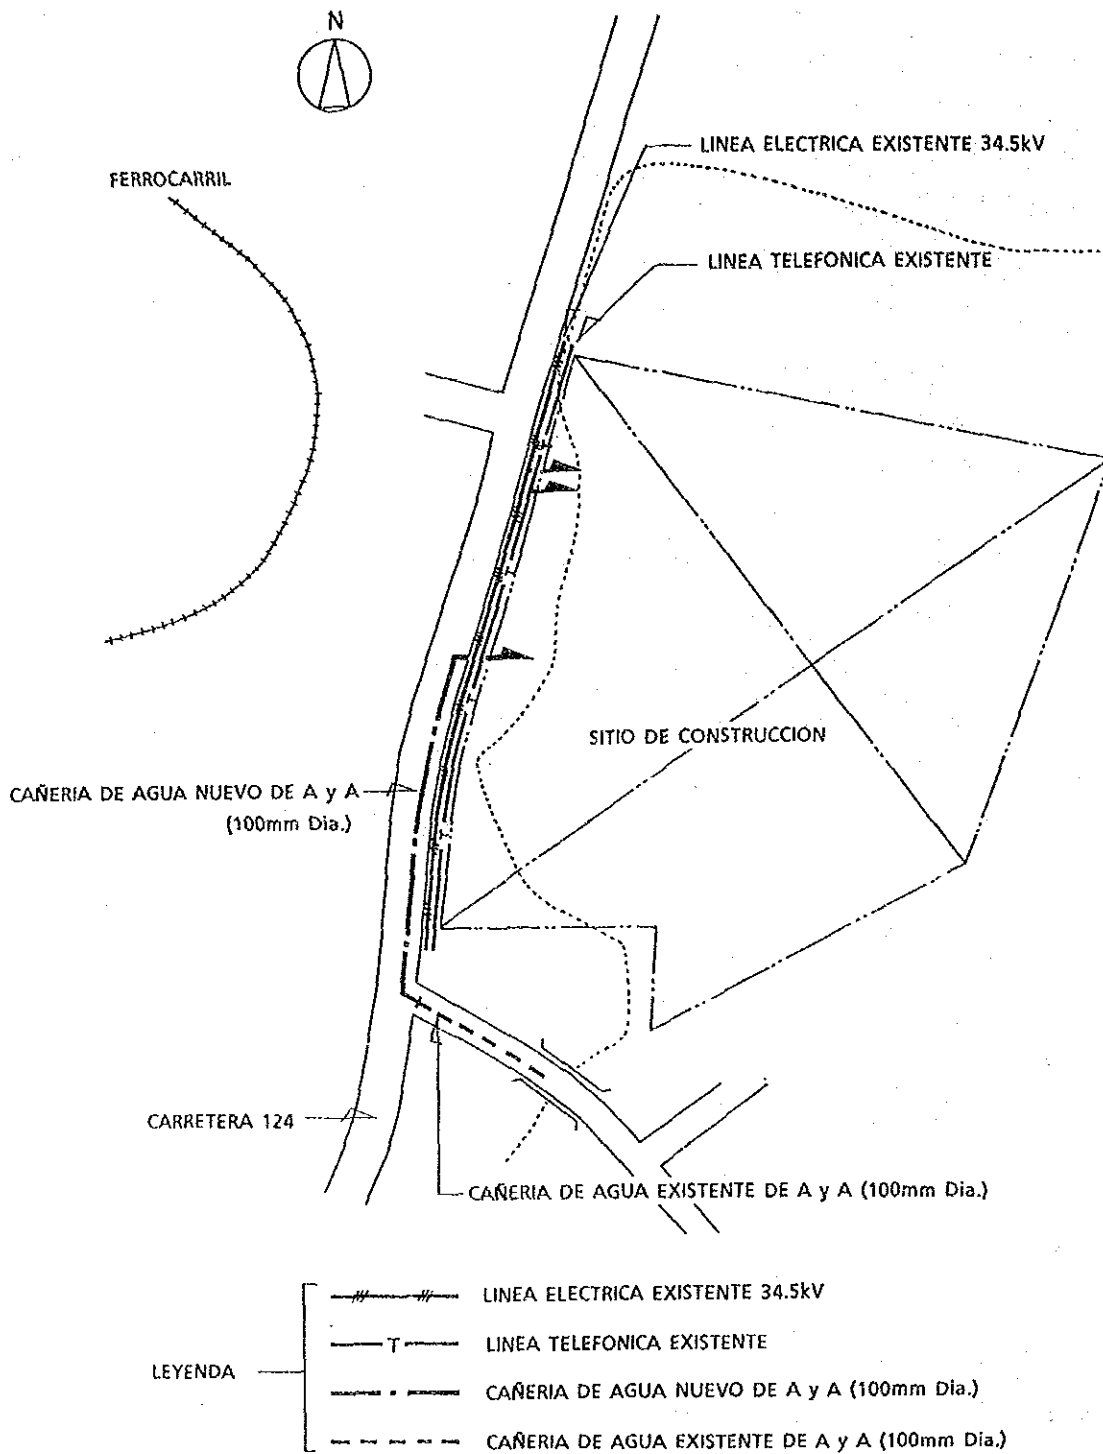 N
LINEA ELECTRICA EXISTENTE 34.5kV
FERROCARRIL
LINEA TELEFONICA EXISTENTE
SITIO DE CONSTRUCCION
CAÑERIA DE AGUA NUEVO DE A y A
(100mm Dia.)
CARRETERA 124
CAÑERIA DE AGUA EXISTENTE DE A y A (100mm Dia.)
LEYENDA
LINEA ELECTRICA EXISTENTE 34.5kV
T
LINEA TELEFONICA EXISTENTE
CAÑERIA DE AGUA NUEVO DE A y A (100mm Dia.)
CAÑERIA DE AGUA EXISTENTE DE A y A (100mm Dia.)